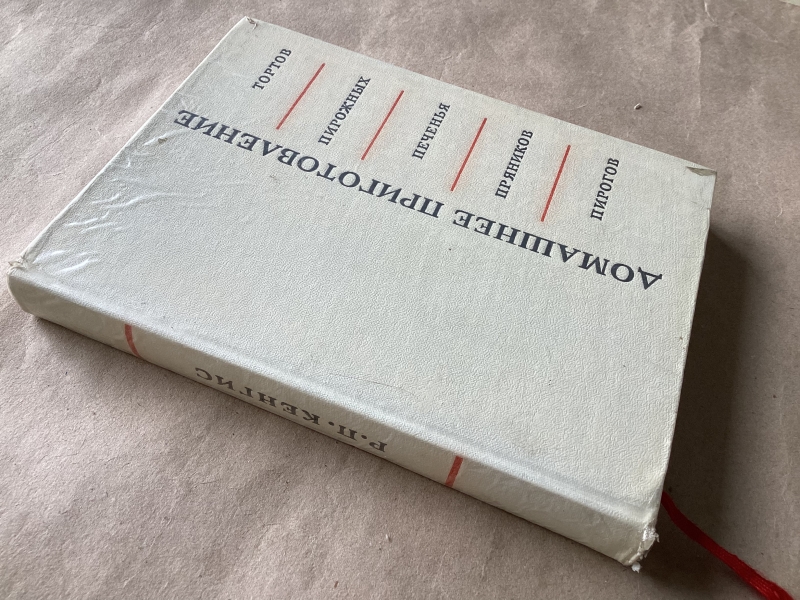 ДОМАШНЕЕ ПРИГОТОВЛЕНИЕ
ТОРТОВ
ПИРОЖНЫХ
ПЕЧЕНЬЯ
ПРЯНИКОВ
ПИРОГОВ
Р.П.КЕНГИС